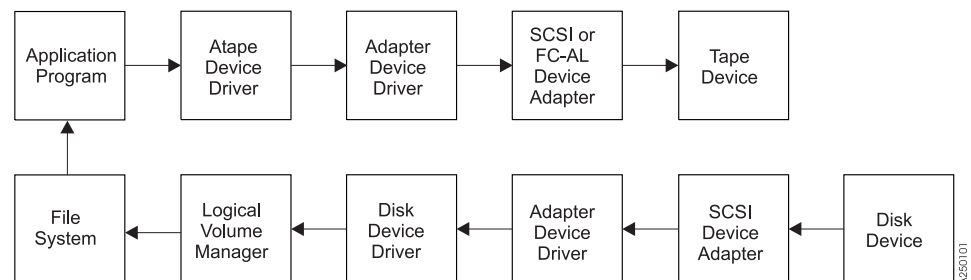 Application
Program
Atape
Device
Driver
Adapter
Device
Driver
SCSI or
FC-AL
Device
Adapter
Tape
Device
File
System
Logical
Volume
Manager
Disk
Device
Driver
Adapter
Device
Driver
SCSI
Device
Adapter
Disk
Device